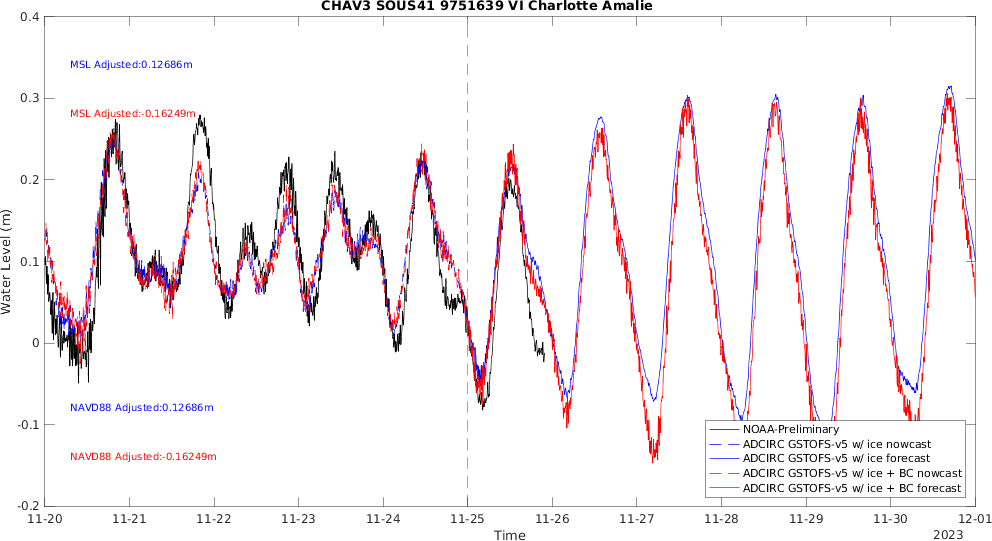 CHAV3 SOUS41 9751639 VI Charlotte Amalie
0.4
0.3
0.2
0.1
0
-0.1
-0.2
Water Level (m)
MSL Adjusted:0.12686m
MSL Adjusted:-0.16249m
NAVD88 Adjusted:0.12686m
NAVD88 Adjusted:-0.16249m
NOAA-Preliminary
ADCIRC GSTOFS-v5 w/ ice nowcast
ADCIRC GSTOFS-v5 w/ ice forecast
ADCIRC GSTOFS-v5 w/ ice + BC nowcast
ADCIRC GSTOFS-v5 w/ ice + BC forecast
11-20 11-21 11-22 11-23 11-24 11-25 11-26 11-27 11-28 11-29 11-30 12-01
Time
2023